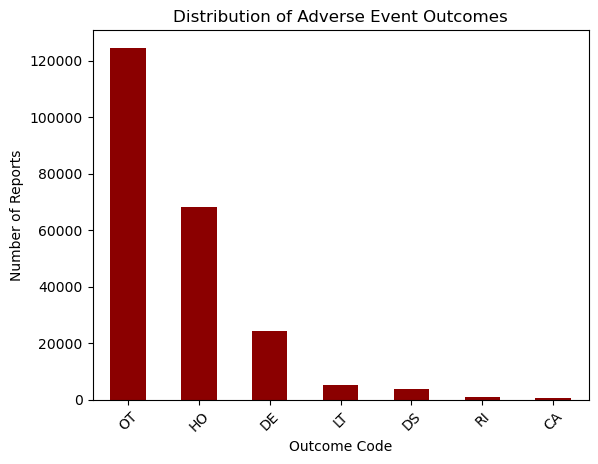 Distribution of Adverse Event Outcomes
Number of Reports
120000
100000
80000
60000
40000
20000
0
OT HO DE LT DS RI CA
Outcome Code